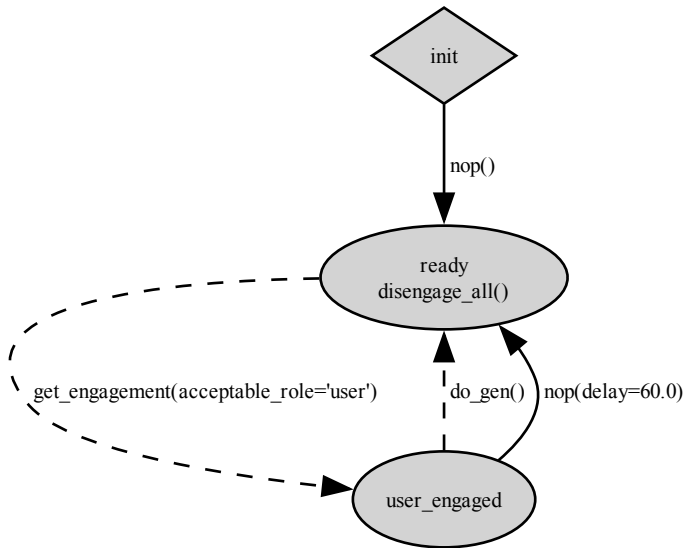 init
nop()
ready
disengage_all()
get_engagement(acceptable_role='user')
do_gen()
nop(delay=60.0)
user_engaged